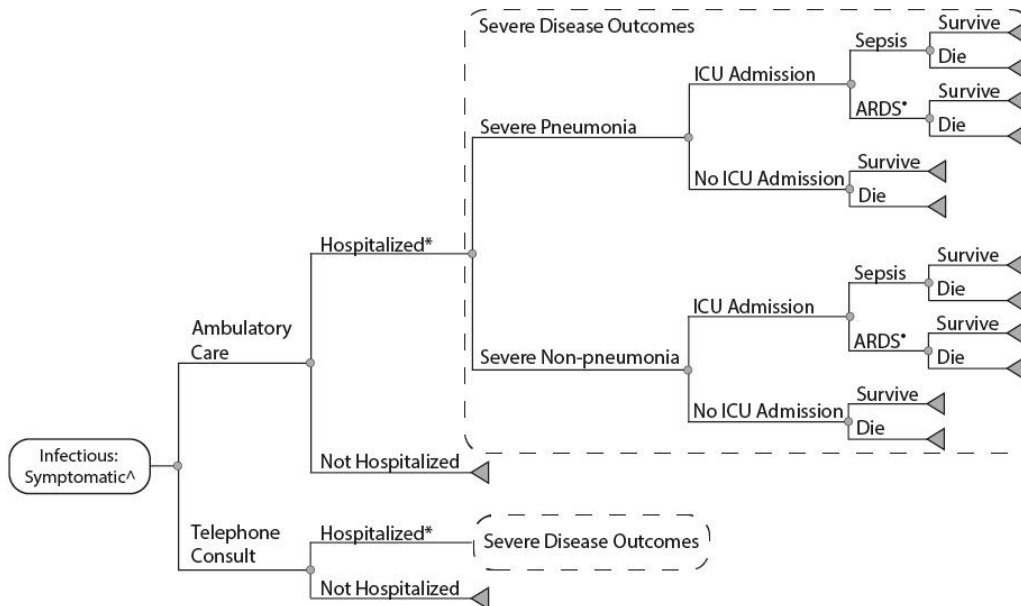 Severe Disease Outcomes
Survive
Sepsis
Die
ICU Admission
Survive
ARDS•
Die
Severe Pneumonia
Survive
No ICU Admission
Die
Hospitalized*
Survive
Sepsis
Die
ICU Admission
Survive
ARDS•
Die
Ambulatory
Care
Severe Non-pneumonia
Survive
No ICU Admission
Die
Infectious:
Symptomatic^
Not Hospitalized
Telephone
Consult
Hospitalized*
Severe Disease Outcomes
Not Hospitalized